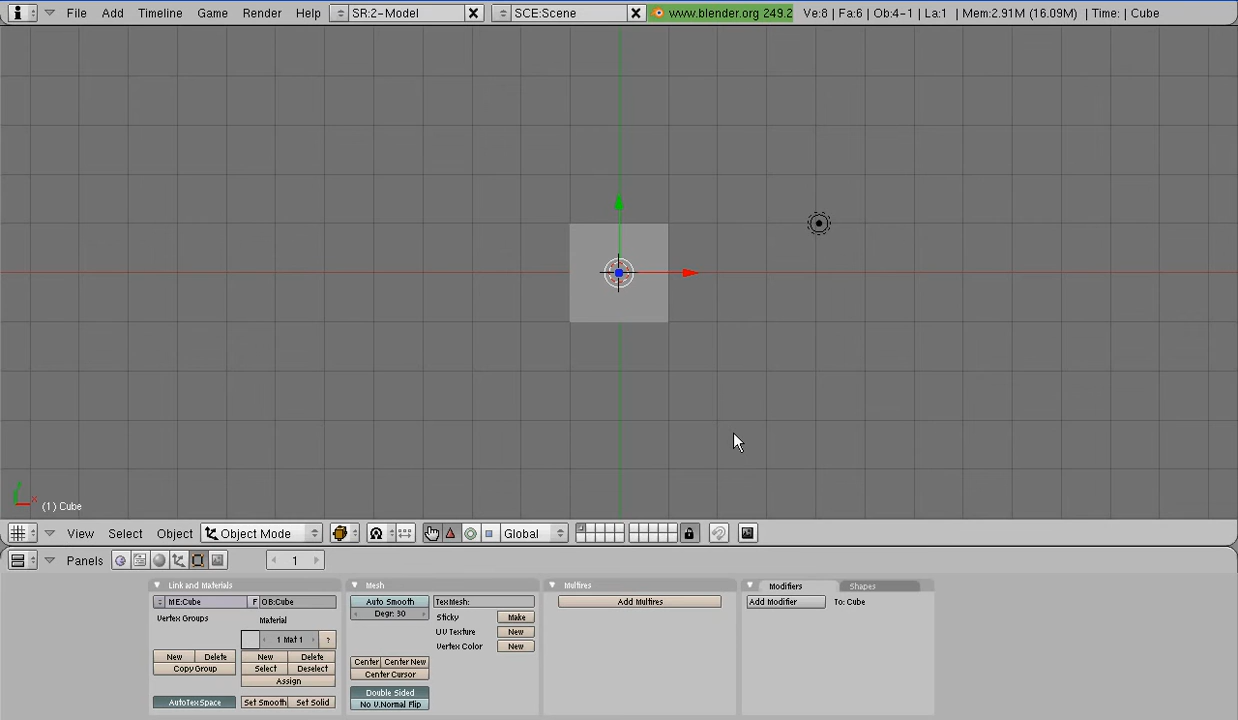 File Add Timeline Game Render Help SR:2-Model SCE:Scene www.blender.org 249.2 Ve:8 | Fa:6 | Ob:4-1 | La:1 | Mem:2.91M (16.09M) | Time: | Cube
x
(1) Cube
View Select Object Object Mode Global
Panels 1
Link and Materials Mesh Multires Modifiers Shapes
ME:Cube F OB:Cube Auto Smooth TexMesh: Add Multires Add Modifier To: Cube
Degr: 30
Vertex Groups Material Sticky Make
UV Texture New
1 Mat 1 ? Vertex Color New
New Delete New Delete Center Center New
Copy Group Select Deselect Center Cursor
Assign
Double Sided
AutoTexSpace Set Smooth Set Solid No V.Normal Flip